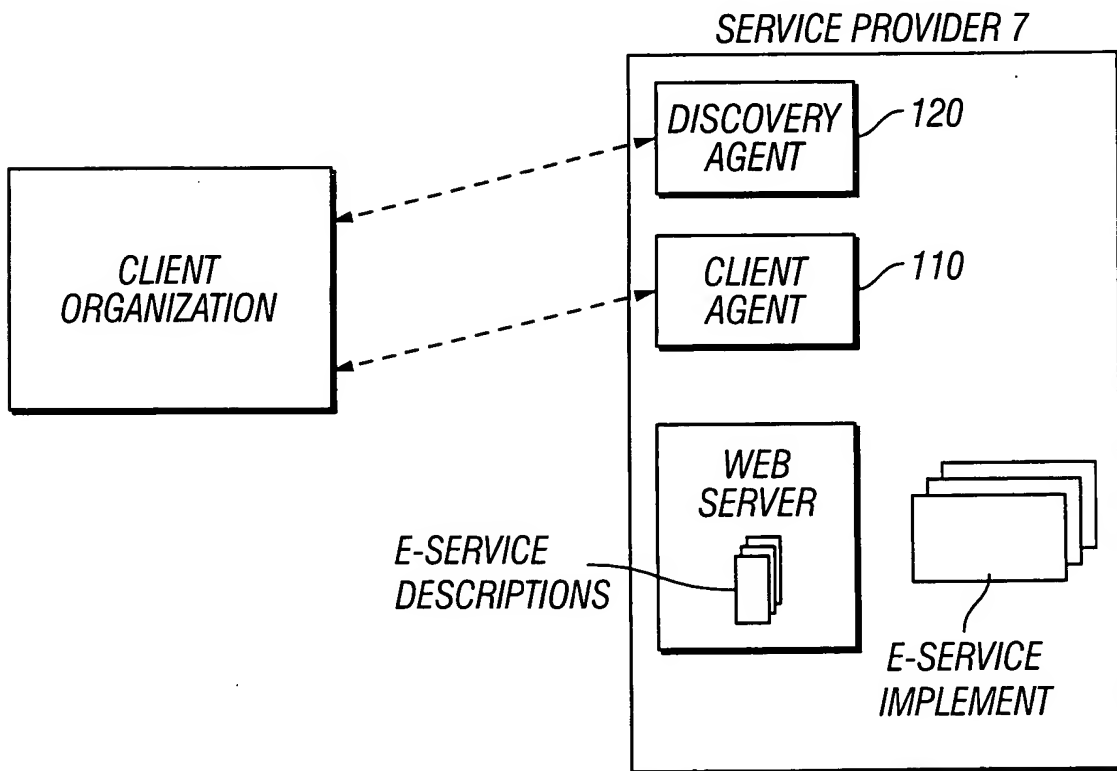 SERVICE PROVIDER 7
DISCOVERY
AGENT
120
CLIENT
ORGANIZATION
CLIENT
AGENT
110
WEB
SERVER
E-SERVICE
DESCRIPTIONS
E-SERVICE
IMPLEMENT